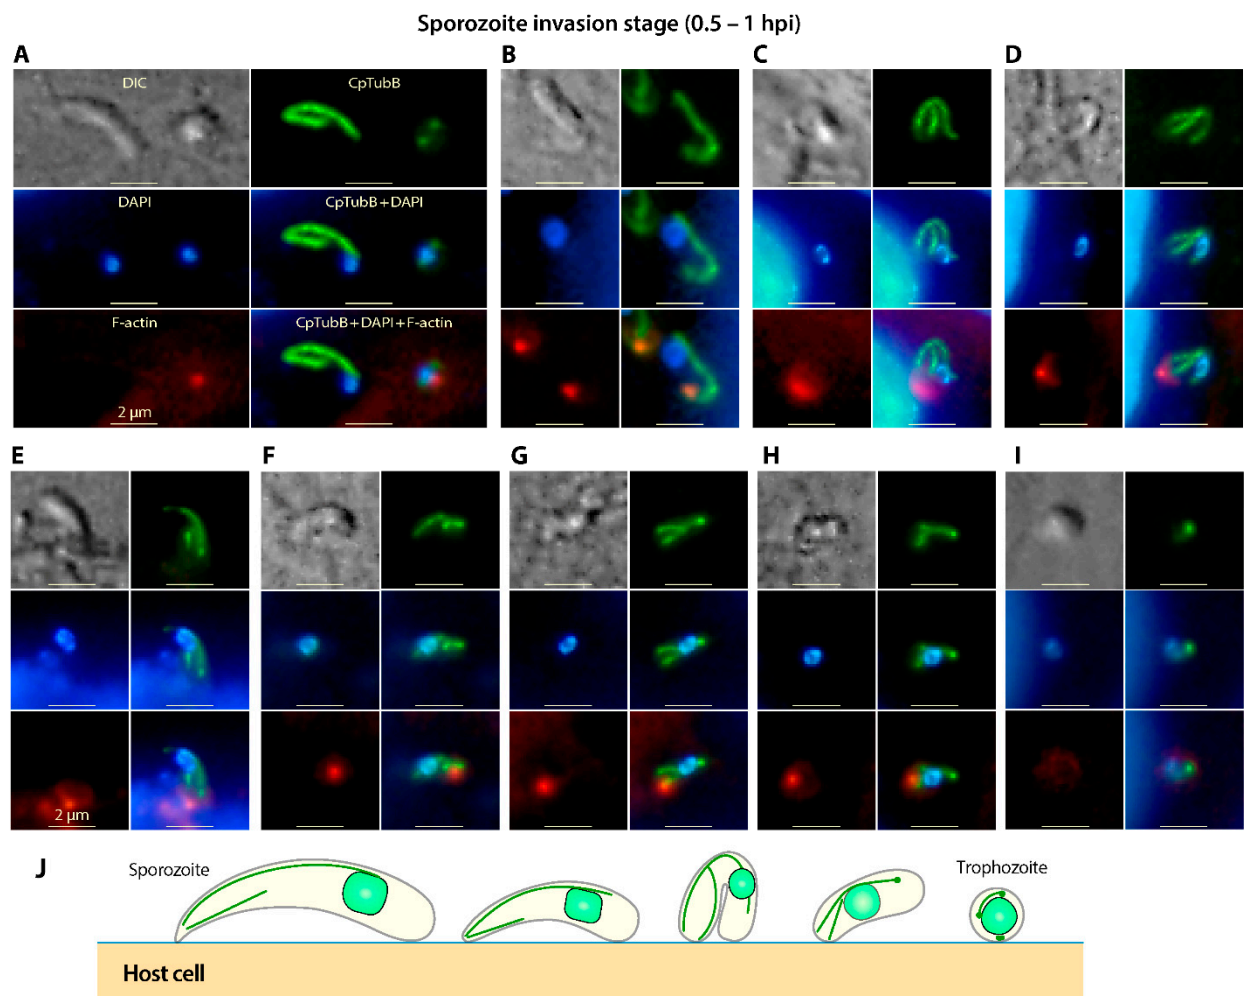 Sporozoite invasion stage (0.5 – 1 hpi)
A
B
C
D
DIC
CpTubB
DAPI
CpTubB+DAPI
F-actin
CpTubB+DAPI+F-actin
2 μm
E
F
G
H
I
2 μm
J
Sporozoite
Trophozoite
Host cell